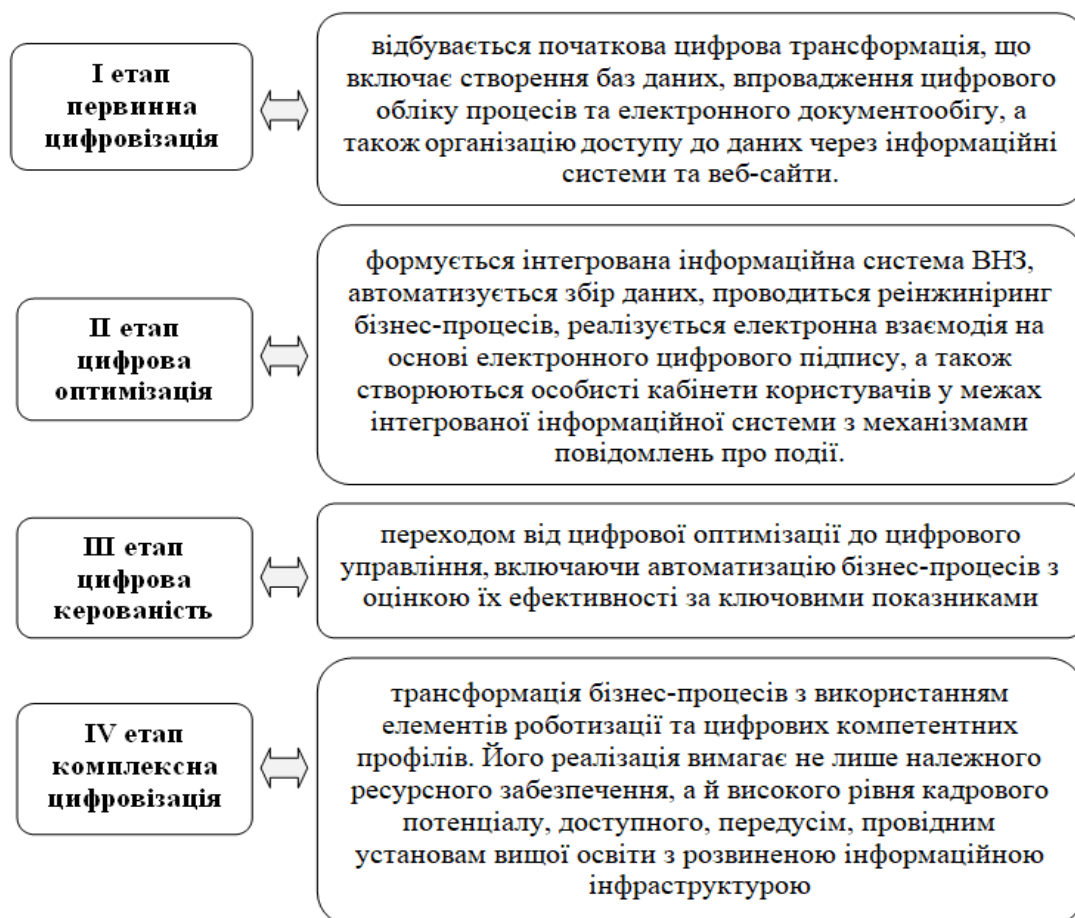 І етап
первинна
цифровізація
відбувається початкова цифрова трансформація, що
включає створення баз даних, впровадження цифрового
обліку процесів та електронного документообігу, а
також організацію доступу до даних через інформаційні
системи та веб-сайти.
ІІ етап
цифрова
оптимізація
формується інтегрована інформаційна система ВНЗ,
автоматизується збір даних, проводиться реінжиніринг
бізнес-процесів, реалізується електронна взаємодія на
основі електронного цифрового підпису, а також
створюються особисті кабінети користувачів у межах
інтегрованої інформаційної системи з механізмами
повідомлень про події.
ІІІ етап
цифрова
керованість
переходом від цифрової оптимізації до цифрового
управління, включаючи автоматизацію бізнес-процесів з
оцінкою їх ефективності за ключовими показниками
IV етап
комплексна
цифровізація
трансформація бізнес-процесів з використанням
елементів роботизації та цифрових компетентних
профілів. Його реалізація вимагає не лише належного
ресурсного забезпечення, а й високого рівня кадрового
потенціалу, доступного, передусім, провідним
установам вищої освіти з розвиненою інформаційною
інфраструктурою